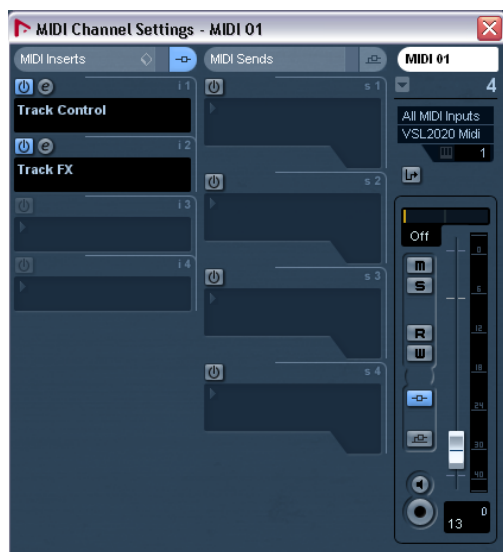 MIDI Channel Settings - MIDI 01
MIDI Inserts
MIDI Sends
MIDI 01
e
i 1
s 1
4
Track Control
All MIDI Inputs
VSL2020 Midi
e
i 2
1
Track FX
s 2
i 3
Off
0
M
i 4
s 3
S
6
R
12
W
18
s 4
24
30
40
0
13